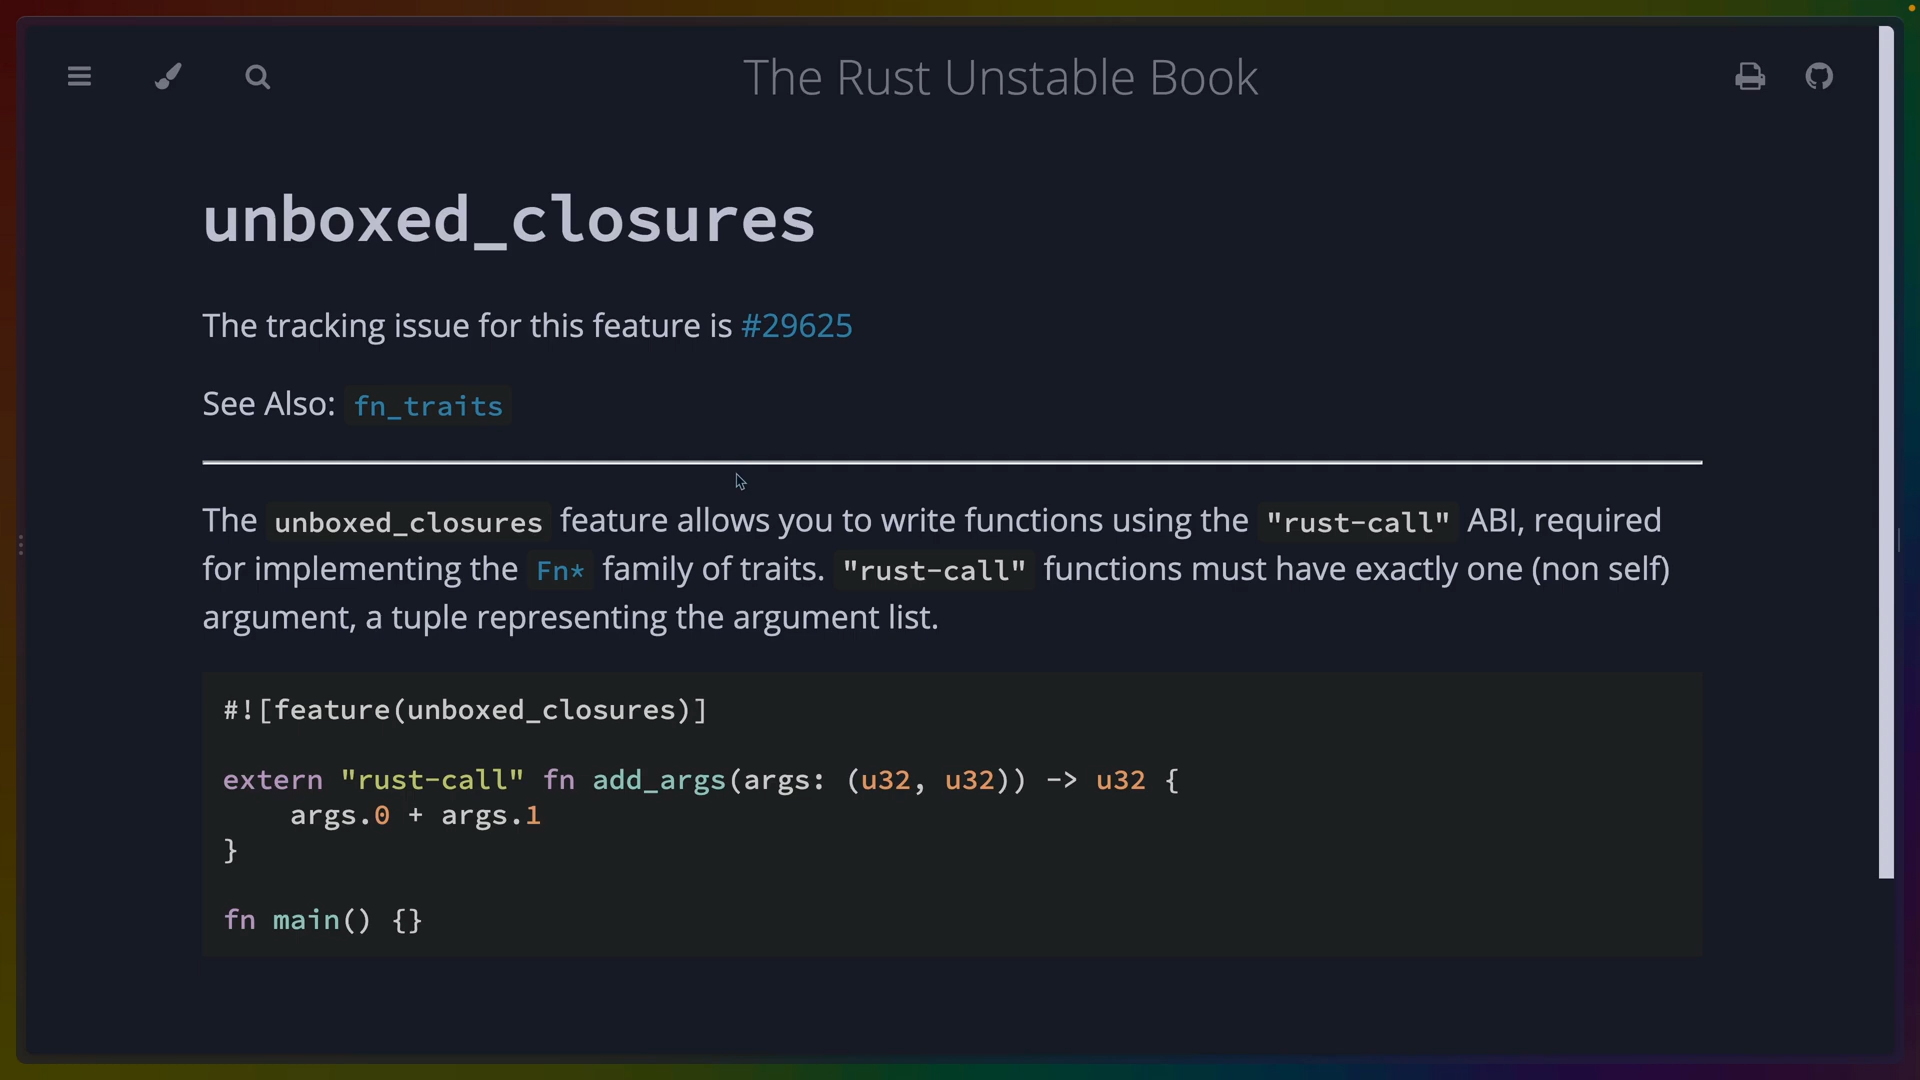 The Rust Unstable Book
unboxed_closures
The tracking issue for this feature is #29625
See Also: fn_traits
The unboxed_closures feature allows you to write functions using the "rust-call" ABI, required
for implementing the Fn* family of traits. "rust-call" functions must have exactly one (non self)
argument, a tuple representing the argument list.
#![feature(unboxed_closures)]
extern "rust-call" fn add_args(args: (u32, u32)) -> u32 {
    args.0 + args.1
}
fn main() {}